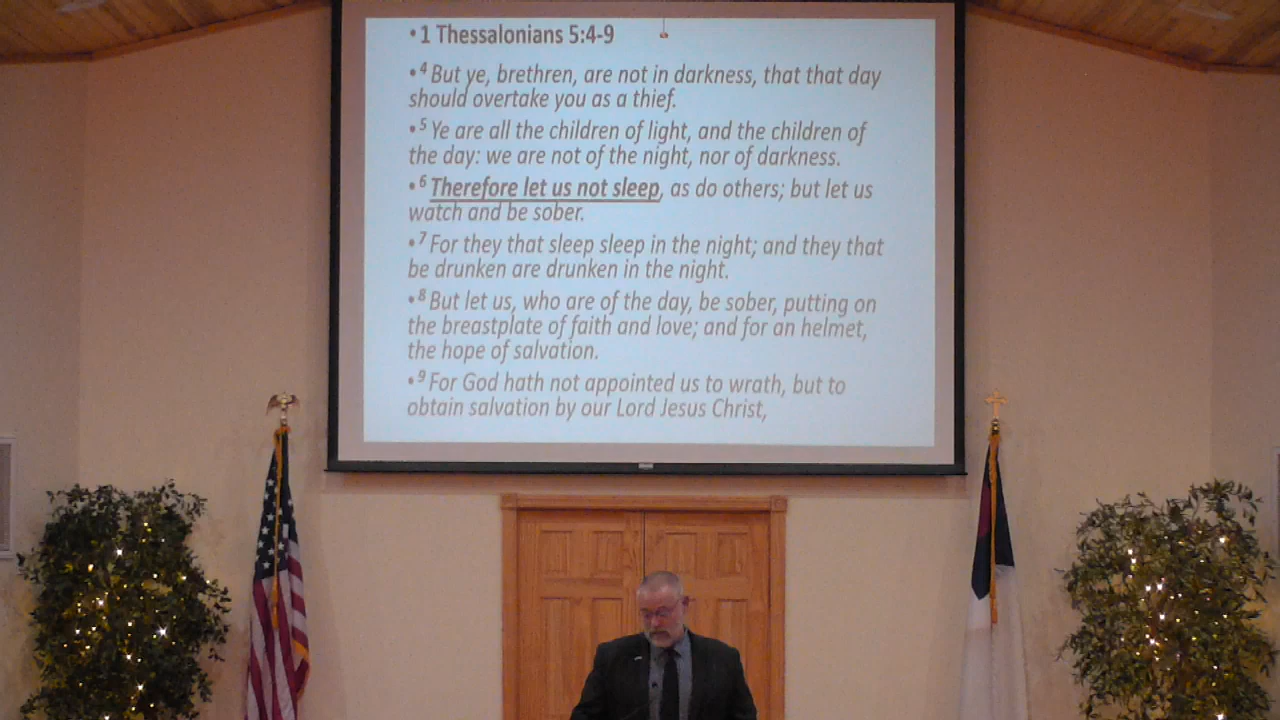 •1 Thessalonians 5:4-9
•4 But ye, brethren, are not in darkness, that that day
should overtake you as a thief.
•5 Ye are all the children of light, and the children of
the day: we are not of the night, nor of darkness.
•6 Therefore let us not sleep, as do others; but let us
watch and be sober.
•7 For they that sleep sleep in the night; and they that
be drunken are drunken in the night.
•8 But let us, who are of the day, be sober, putting on
the breastplate of faith and love; and for an helmet,
the hope of salvation.
•9 For God hath not appointed us to wrath, but to
obtain salvation by our Lord Jesus Christ,